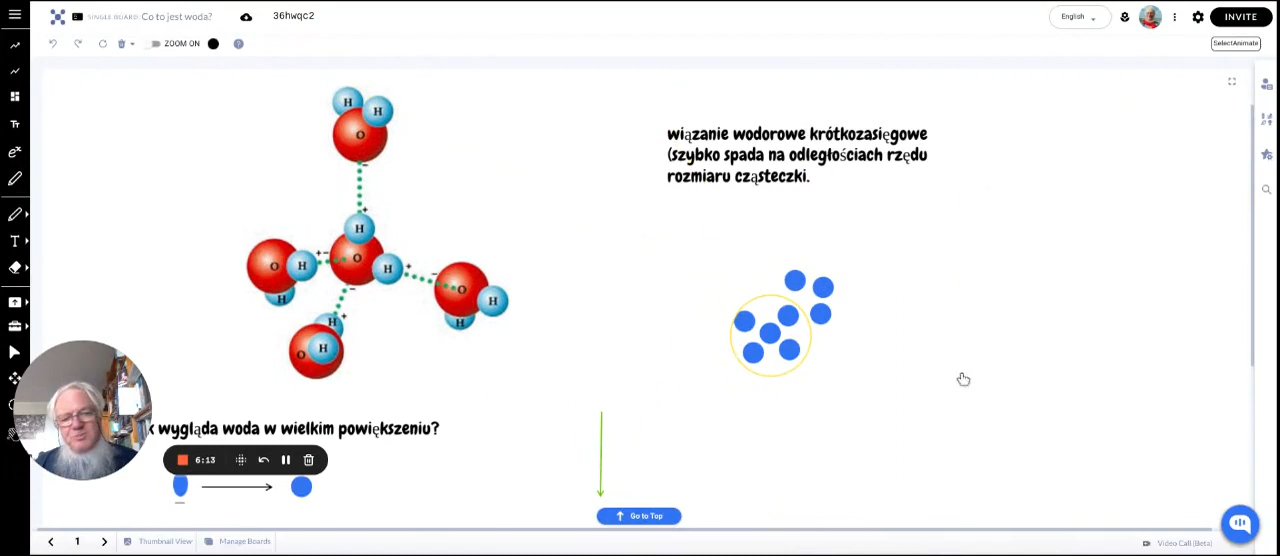 SINGLE BOARD: Co to jest woda?
36hwqc2
English
INVITE
ZOOM ON
SelectAnimate
H
H
O
−
+
H
O
H
+ −
O
H
H
+
−
O
H
H
−
+
H
O
H
wiązanie wodorowe krótkozasięgowe
(szybko spada na odległościach rzędu
rozmiaru cząsteczki.
k wygląda woda w wielkim powiększeniu?
6:13
Go to Top
1
Thumbnail View
Manage Boards
Video Call (Beta)